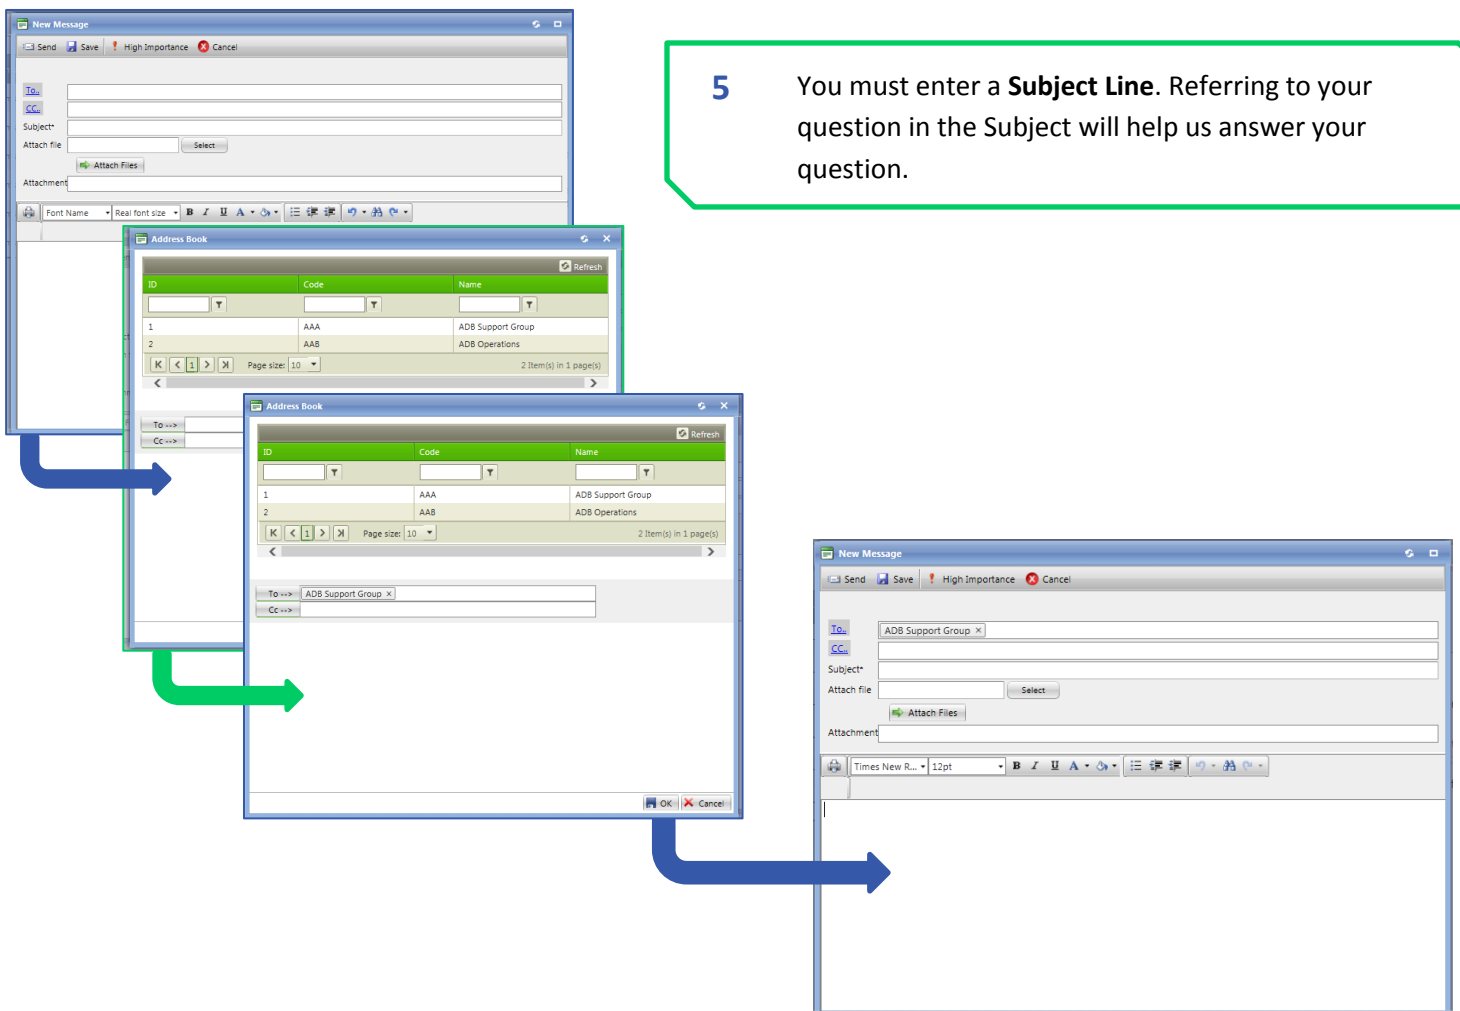 New Message
Send Save High Importance Cancel
To..
CC..
Subject*
Attach file Select
Attach Files
Attachment
Font Name Real font size B I U A
5 You must enter a Subject Line. Referring to your
question in the Subject will help us answer your
question.
Address Book
Refresh
ID Code Name
1 AAA ADB Support Group
2 AAB ADB Operations
1 Page size: 10 2 Item(s) in 1 page(s)
To -->
Cc -->
Address Book
Refresh
ID Code Name
1 AAA ADB Support Group
2 AAB ADB Operations
1 Page size: 10 2 Item(s) in 1 page(s)
To --> ADB Support Group ×
Cc -->
OK Cancel
New Message
Send Save High Importance Cancel
To.. ADB Support Group ×
CC..
Subject*
Attach file Select
Attach Files
Attachment
Times New R... 12pt B I U A